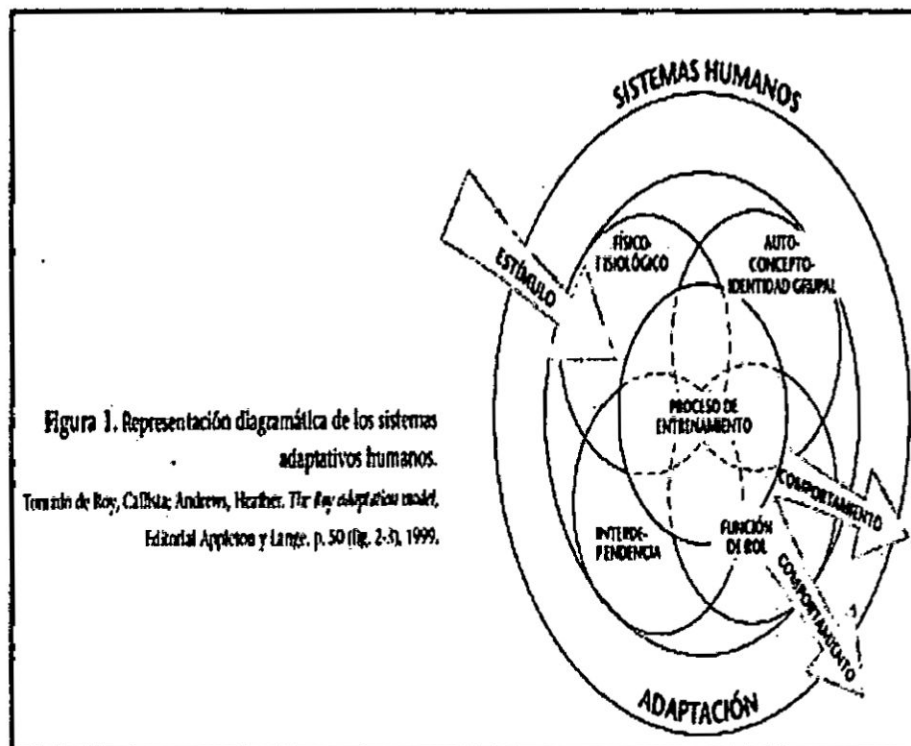 SISTEMAS HUMANOS
ESTÍMULO
FÍSICO-
FISIOLÓGICO
AUTO-
CONCEPTO-
IDENTIDAD GRUPAL
PROCESO DE
ENTRENAMIENTO
COMPORTAMIENTO
INTERDE-
PENDENCIA
FUNCIÓN
DE ROL
COMPORTAMIENTO
ADAPTACIÓN
Figura 1. Representación diagramática de los sistemas
adaptativos humanos.
Tomado de Roy, Callista; Andrews, Heather. The Roy adaptation model,
Editorial Appleton y Lange, p. 50 (fig. 2-3), 1999.